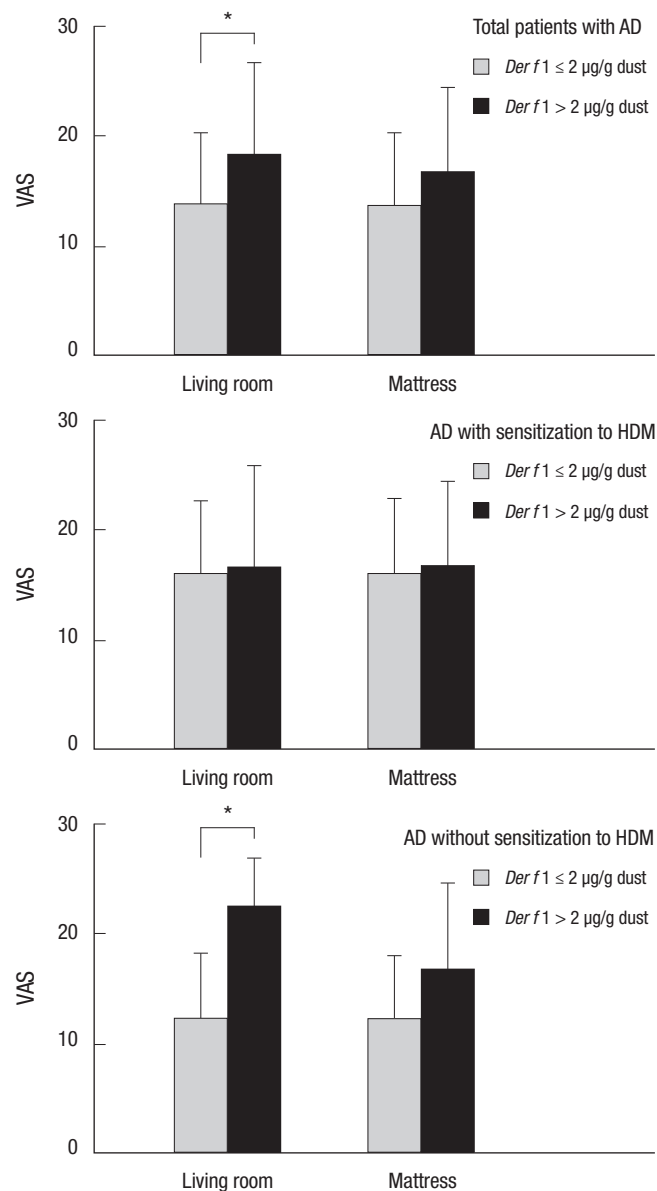 30
20
10
0
VAS
*
Total patients with AD
Der f 1 ≤ 2 µg/g dust
Der f 1 > 2 µg/g dust
Living room
Mattress
30
20
10
0
VAS
AD with sensitization to HDM
Der f 1 ≤ 2 µg/g dust
Der f 1 > 2 µg/g dust
Living room
Mattress
30
20
10
0
VAS
*
AD without sensitization to HDM
Der f 1 ≤ 2 µg/g dust
Der f 1 > 2 µg/g dust
Living room
Mattress